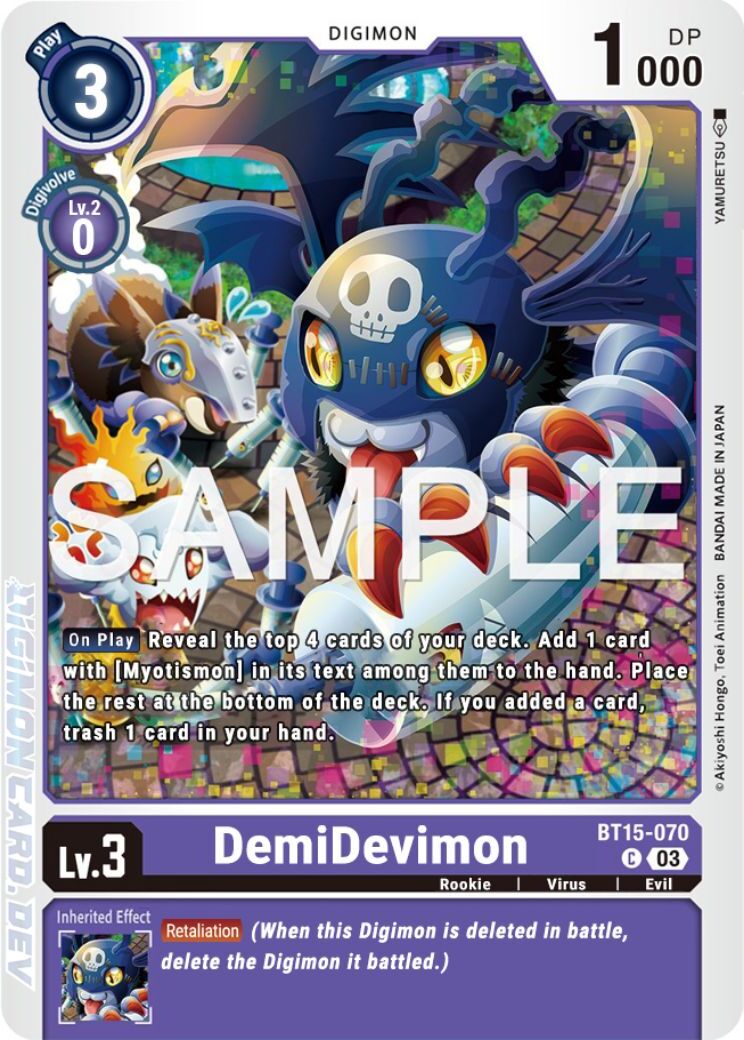 DIGIMON
Play
3
1000
DP
Digivolve
Lv.2
0
YAMURETSU
SAMPLE
On Play Reveal the top 4 cards of your deck. Add 1 card
with [Myotismon] in its text among them to the hand. Place
the rest at the bottom of the deck. If you added a card,
trash 1 card in your hand.
© Akiyoshi Hongo, Toei Animation BANDAI MADE IN JAPAN
DIGIMONCARD.DEV
Lv.3
DemiDevimon
BT15-070
C 03
Rookie | Virus | Evil
Inherited Effect
Retaliation (When this Digimon is deleted in battle,
delete the Digimon it battled.)